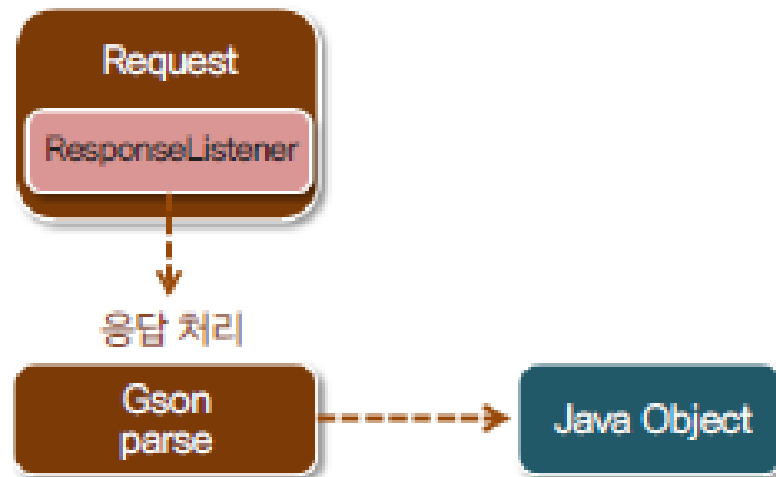 Request
ResponseListener
응답 처리
Gson
parse
Java Object